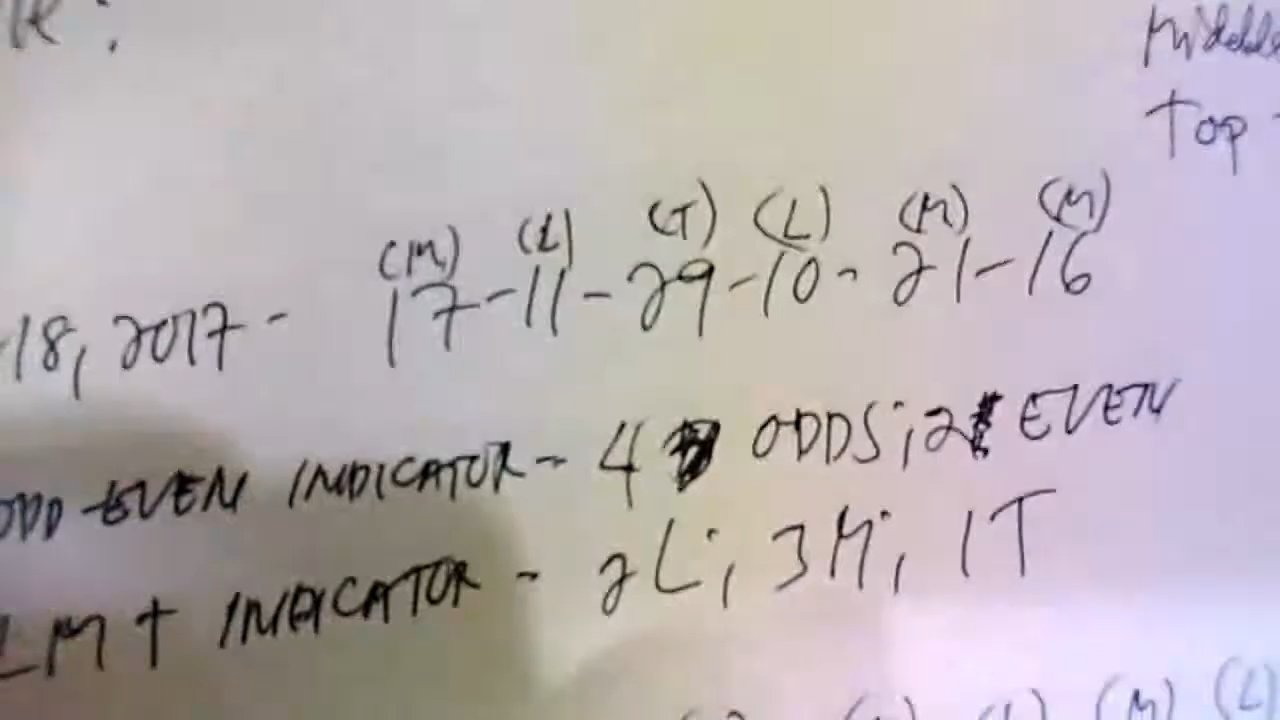 Middle
Top -
(M) (L) (T) (L) (M) (M)
-18, 2017 - 17-11-29-10-21-16
ODD-EVEN INDICATOR - 4 ODDS; 2 EVEN
LMT INDICATOR - 2L; 3M; 1T
(M) (L)